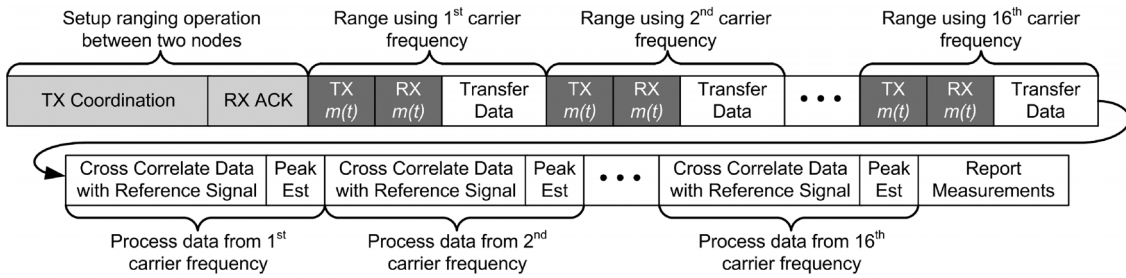 Setup ranging operation
between two nodes
Range using 1st carrier
frequency
Range using 2nd carrier
frequency
Range using 16th carrier
frequency
TX Coordination
RX ACK
TX
m(t)
RX
m(t)
Transfer
Data
TX
m(t)
RX
m(t)
Transfer
Data
TX
m(t)
RX
m(t)
Transfer
Data
Cross Correlate Data
with Reference Signal
Peak
Est
Cross Correlate Data
with Reference Signal
Peak
Est
Cross Correlate Data
with Reference Signal
Peak
Est
Report
Measurements
Process data from 1st
carrier frequency
Process data from 2nd
carrier frequency
Process data from 16th
carrier frequency